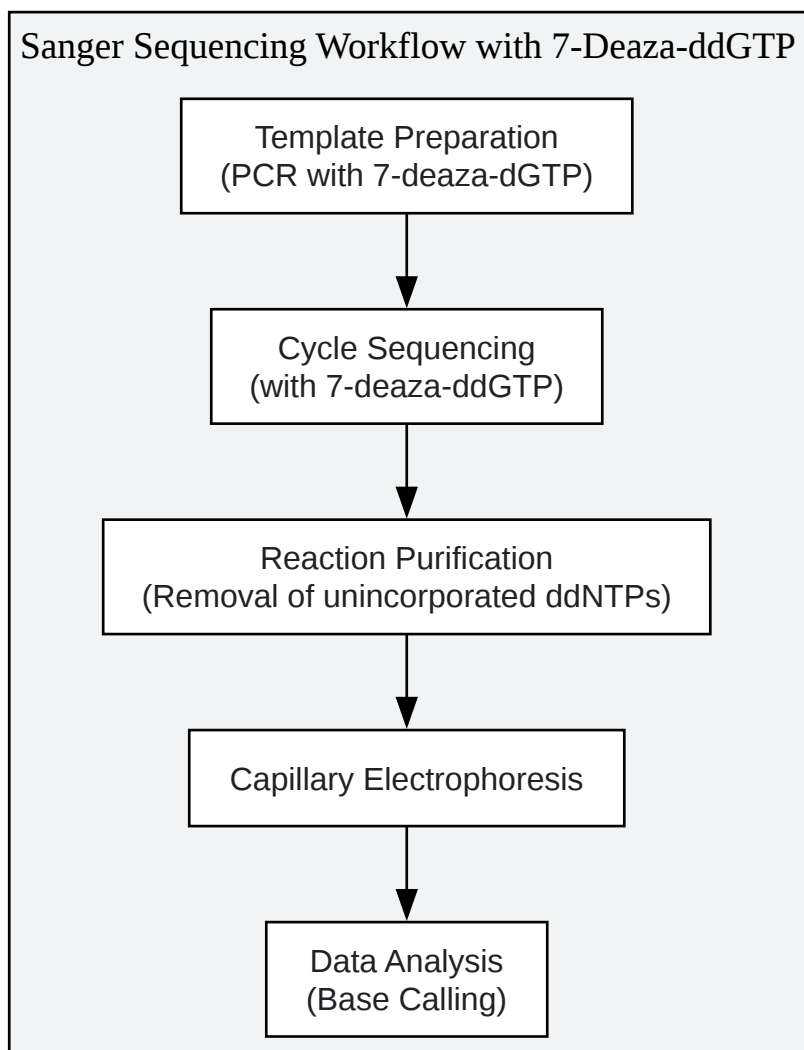 Sanger Sequencing Workflow with 7-Deaza-ddGTP
Template Preparation
(PCR with 7-deaza-dGTP)
Cycle Sequencing
(with 7-deaza-ddGTP)
Reaction Purification
(Removal of unincorporated ddNTPs)
Capillary Electrophoresis
Data Analysis
(Base Calling)